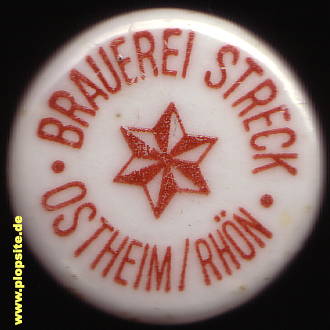 · BRAUEREI STRECK ·
OSTHEIM/RHÖN
www.plopsite.de